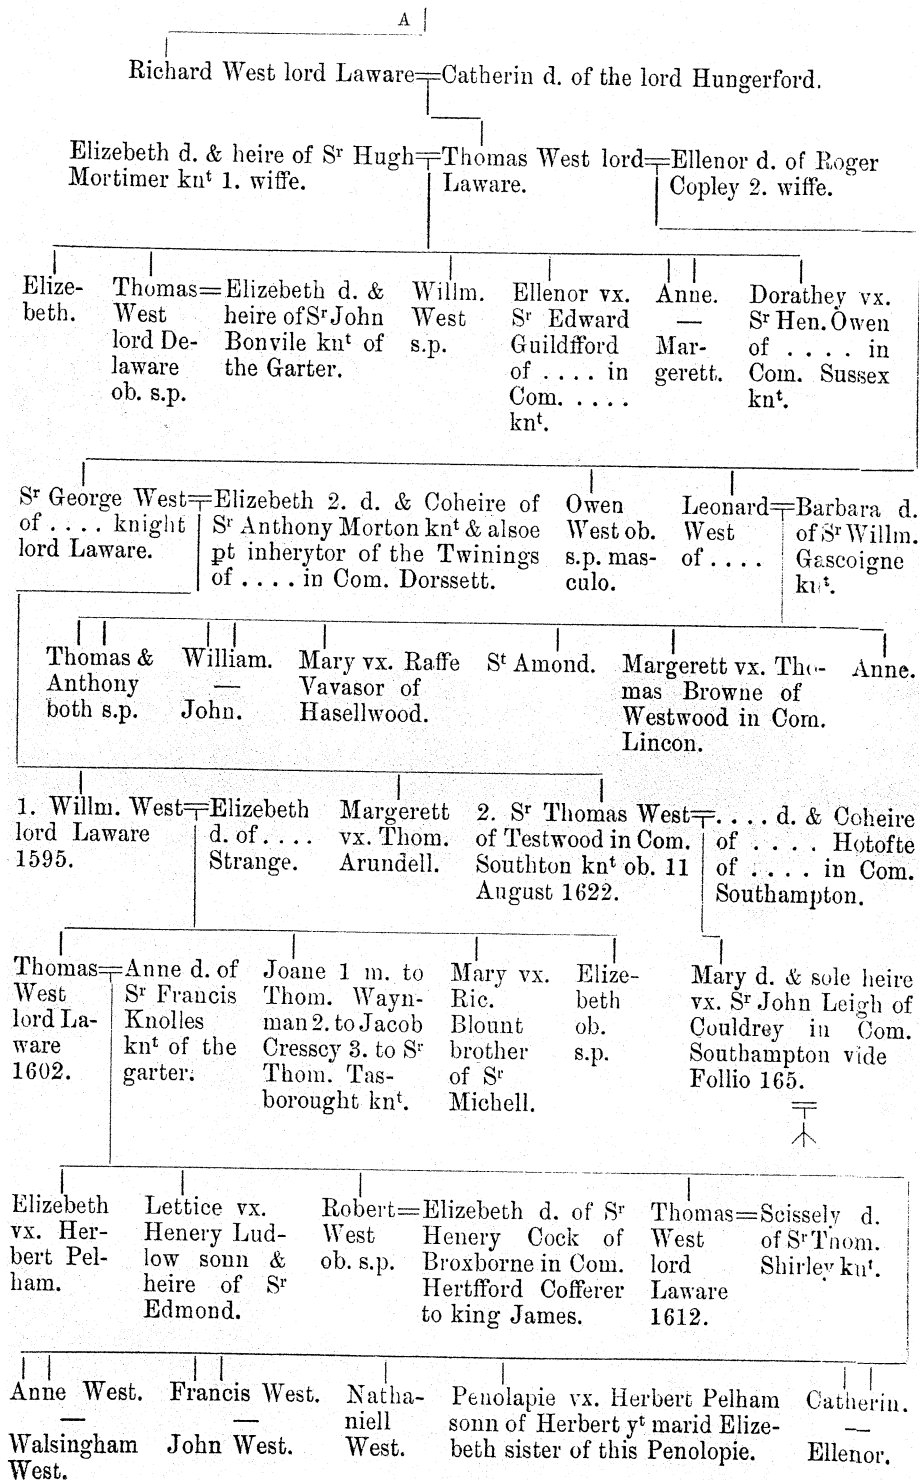 A
Richard West lord Laware=Catherin d. of the lord Hungerford.
Elizebeth d. & heire of Sr Hugh
Mortimer knt 1. wiffe.
=Thomas West lord
Laware.
=Ellenor d. of Roger
Copley 2. wiffe.
Elize-
beth.
Thomas
West
lord De-
laware
ob. s.p.
=Elizebeth d. &
heire of Sr John
Bonvile knt of
the Garter.
Willm.
West
s.p.
Ellenor vx.
Sr Edward
Guildfford
of . . . . in
Com. . . . . .
knt.
Anne.
—
Mar-
gerett.
Dorathey vx.
Sr Hen. Owen
of . . . . in
Com. Sussex
knt.
Sr George West
of . . . . knight
lord Laware.
=Elizebeth 2. d. & Coheire of
Sr Anthony Morton knt & alsoe
pt inherytor of the Twinings
of . . . . in Com. Dorssett.
Owen
West ob.
s.p. mas-
culo.
Leonard
West
of . . . .
=Barbara d.
of Sr Willm.
Gascoigne
knt.
Thomas &
Anthony
both s.p.
William.
—
John.
Mary vx. Raffe
Vavasor of
Hasellwood.
St Amond.
Margerett vx. Tho-
mas Browne of
Westwood in Com.
Lincon.
Anne.
1. Willm. West
lord Laware
1595.
=Elizebeth
d. of . . . .
Strange.
Margerett
vx. Thom.
Arundell.
2. Sr Thomas West
of Testwood in Com.
Southton knt ob. 11
August 1622.
= . . . . d. & Coheire
of . . . . Hotofte
of . . . . in Com.
Southampton.
Thomas
West
lord La-
ware
1602.
=Anne d. of
Sr Francis
Knolles
knt of the
garter.
Joane 1 m. to
Thom. Wayn-
man 2. to Jacob
Cresscy 3. to Sr
Thom. Tas-
borought knt.
Mary vx.
Ric.
Blount
brother
of Sr
Michell.
Elize-
beth
ob.
s.p.
Mary d. & sole heire
vx. Sr John Leigh of
Couldrey in Com.
Southampton vide
Follio 165.
Elizebeth
vx. Her-
bert Pel-
ham.
Lettice vx.
Henery Lud-
low sonn &
heire of Sr
Edmond.
Robert
West
ob. s.p.
=Elizebeth d. of Sr
Henery Cock of
Broxborne in Com.
Hertfford Cofferer
to king James.
Thomas
West
lord
Laware
1612.
=Scissely d.
of Sr Thom.
Shirley knt.
Anne West.
—
Walsingham
West.
Francis West.
—
John West.
Natha-
niell
West.
Penolapie vx. Herbert Pelham
sonn of Herbert yt marid Elize-
beth sister of this Penolopie.
Catherin.
—
Ellenor.